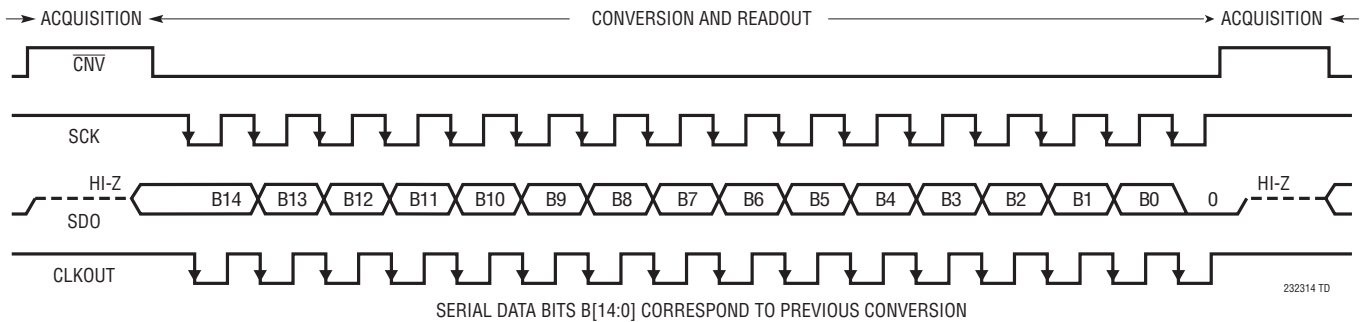 ACQUISITION CONVERSION AND READOUT ACQUISITION
CNV
SCK
HI-Z B14 B13 B12 B11 B10 B9 B8 B7 B6 B5 B4 B3 B2 B1 B0 0 HI-Z
SDO
CLKOUT
232314 TD
SERIAL DATA BITS B[14:0] CORRESPOND TO PREVIOUS CONVERSION